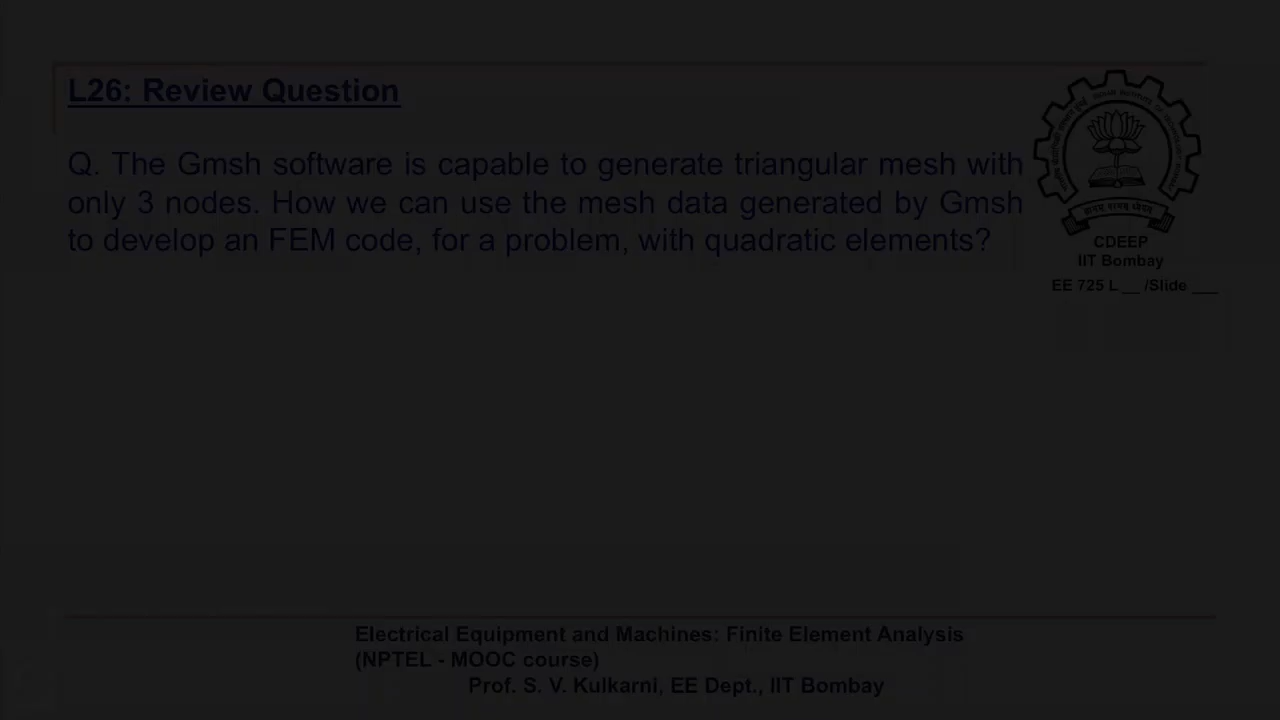 L26: Review Question
Q. The Gmsh software is capable to generate triangular mesh with
only 3 nodes. How we can use the mesh data generated by Gmsh
to develop an FEM code, for a problem, with quadratic elements?
CDEEP
IIT Bombay
EE 725 L __ /Slide ___
Electrical Equipment and Machines: Finite Element Analysis
(NPTEL - MOOC course)
Prof. S. V. Kulkarni, EE Dept., IIT Bombay